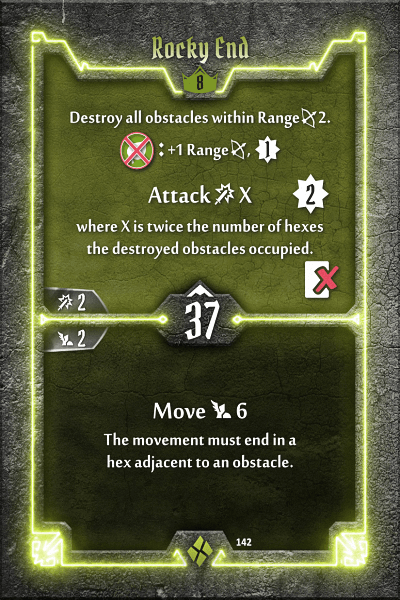 Rocky End
8
Destroy all obstacles within Range 2.
: +1 Range , 1
Attack X 2
where X is twice the number of hexes
the destroyed obstacles occupied.
2
37
2
Move 6
The movement must end in a
hex adjacent to an obstacle.
142